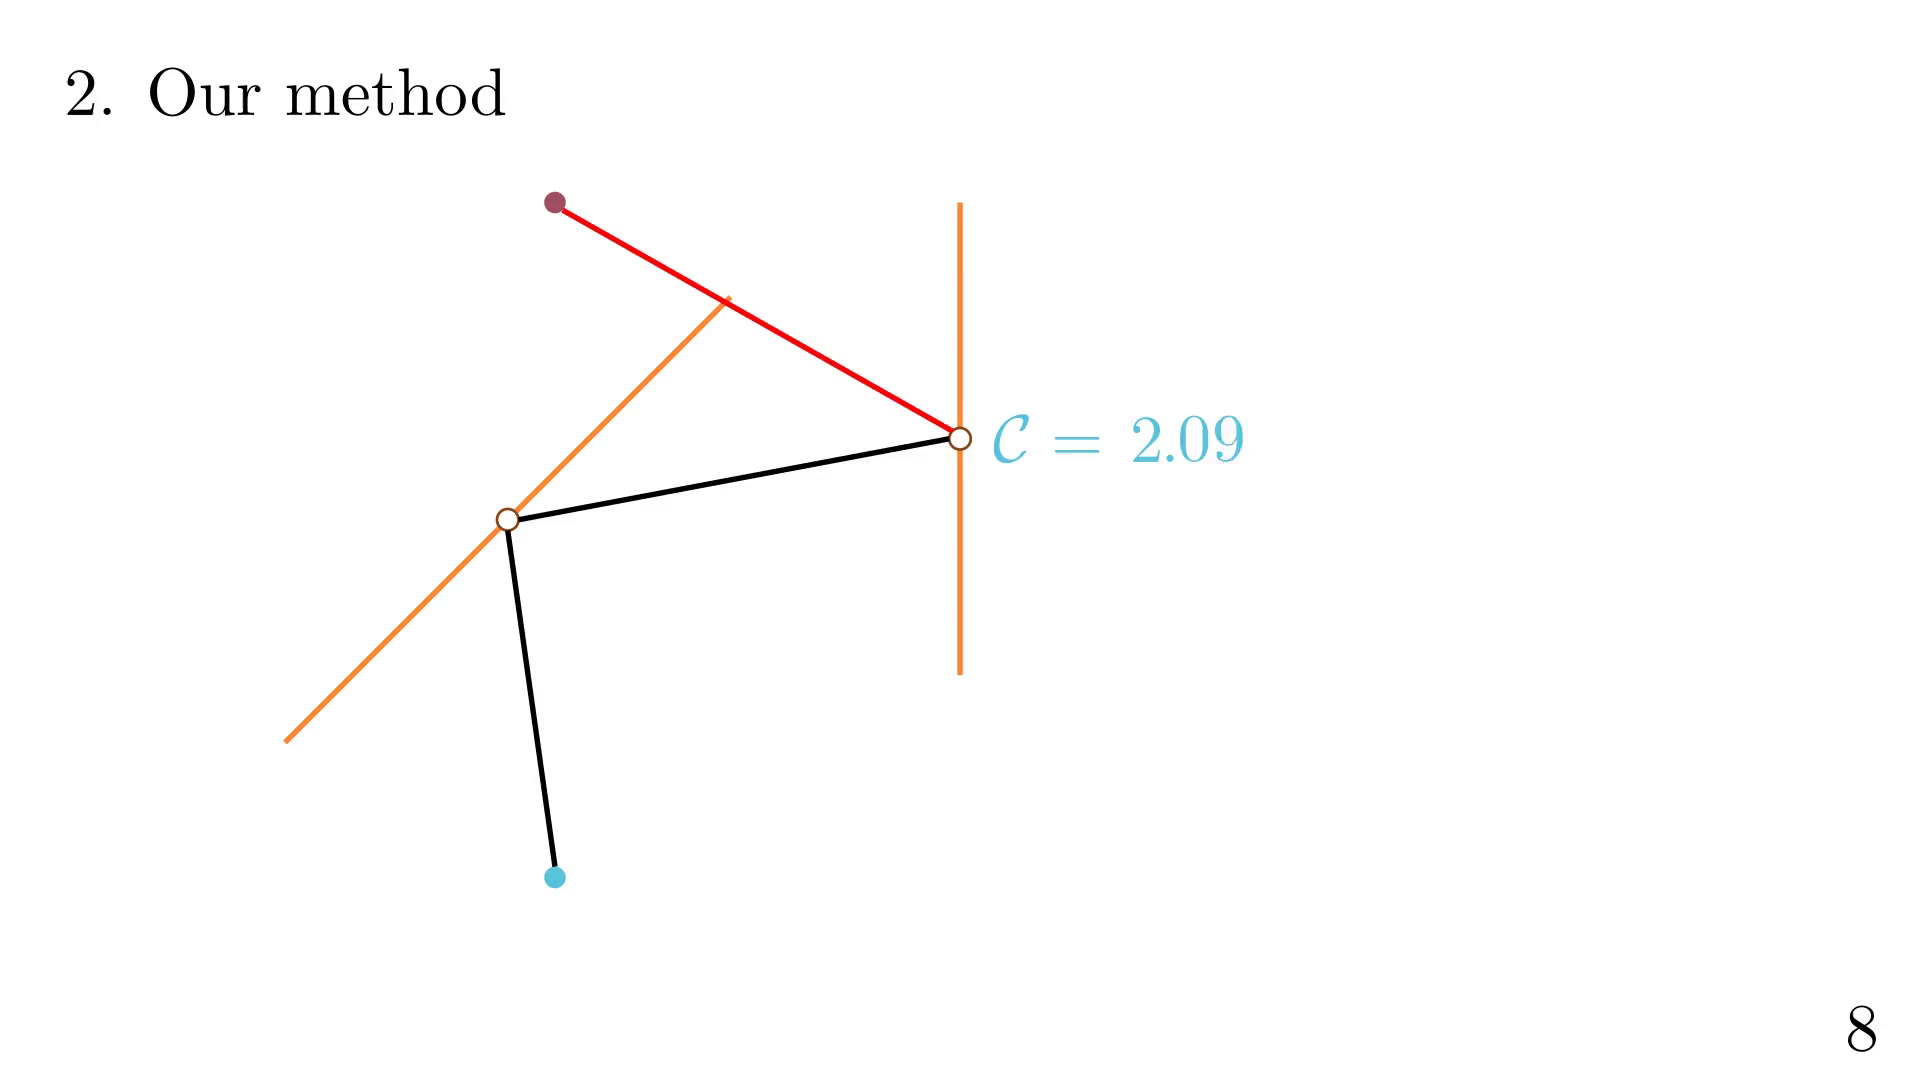 2. Our method
𝒞 = 2.09
8